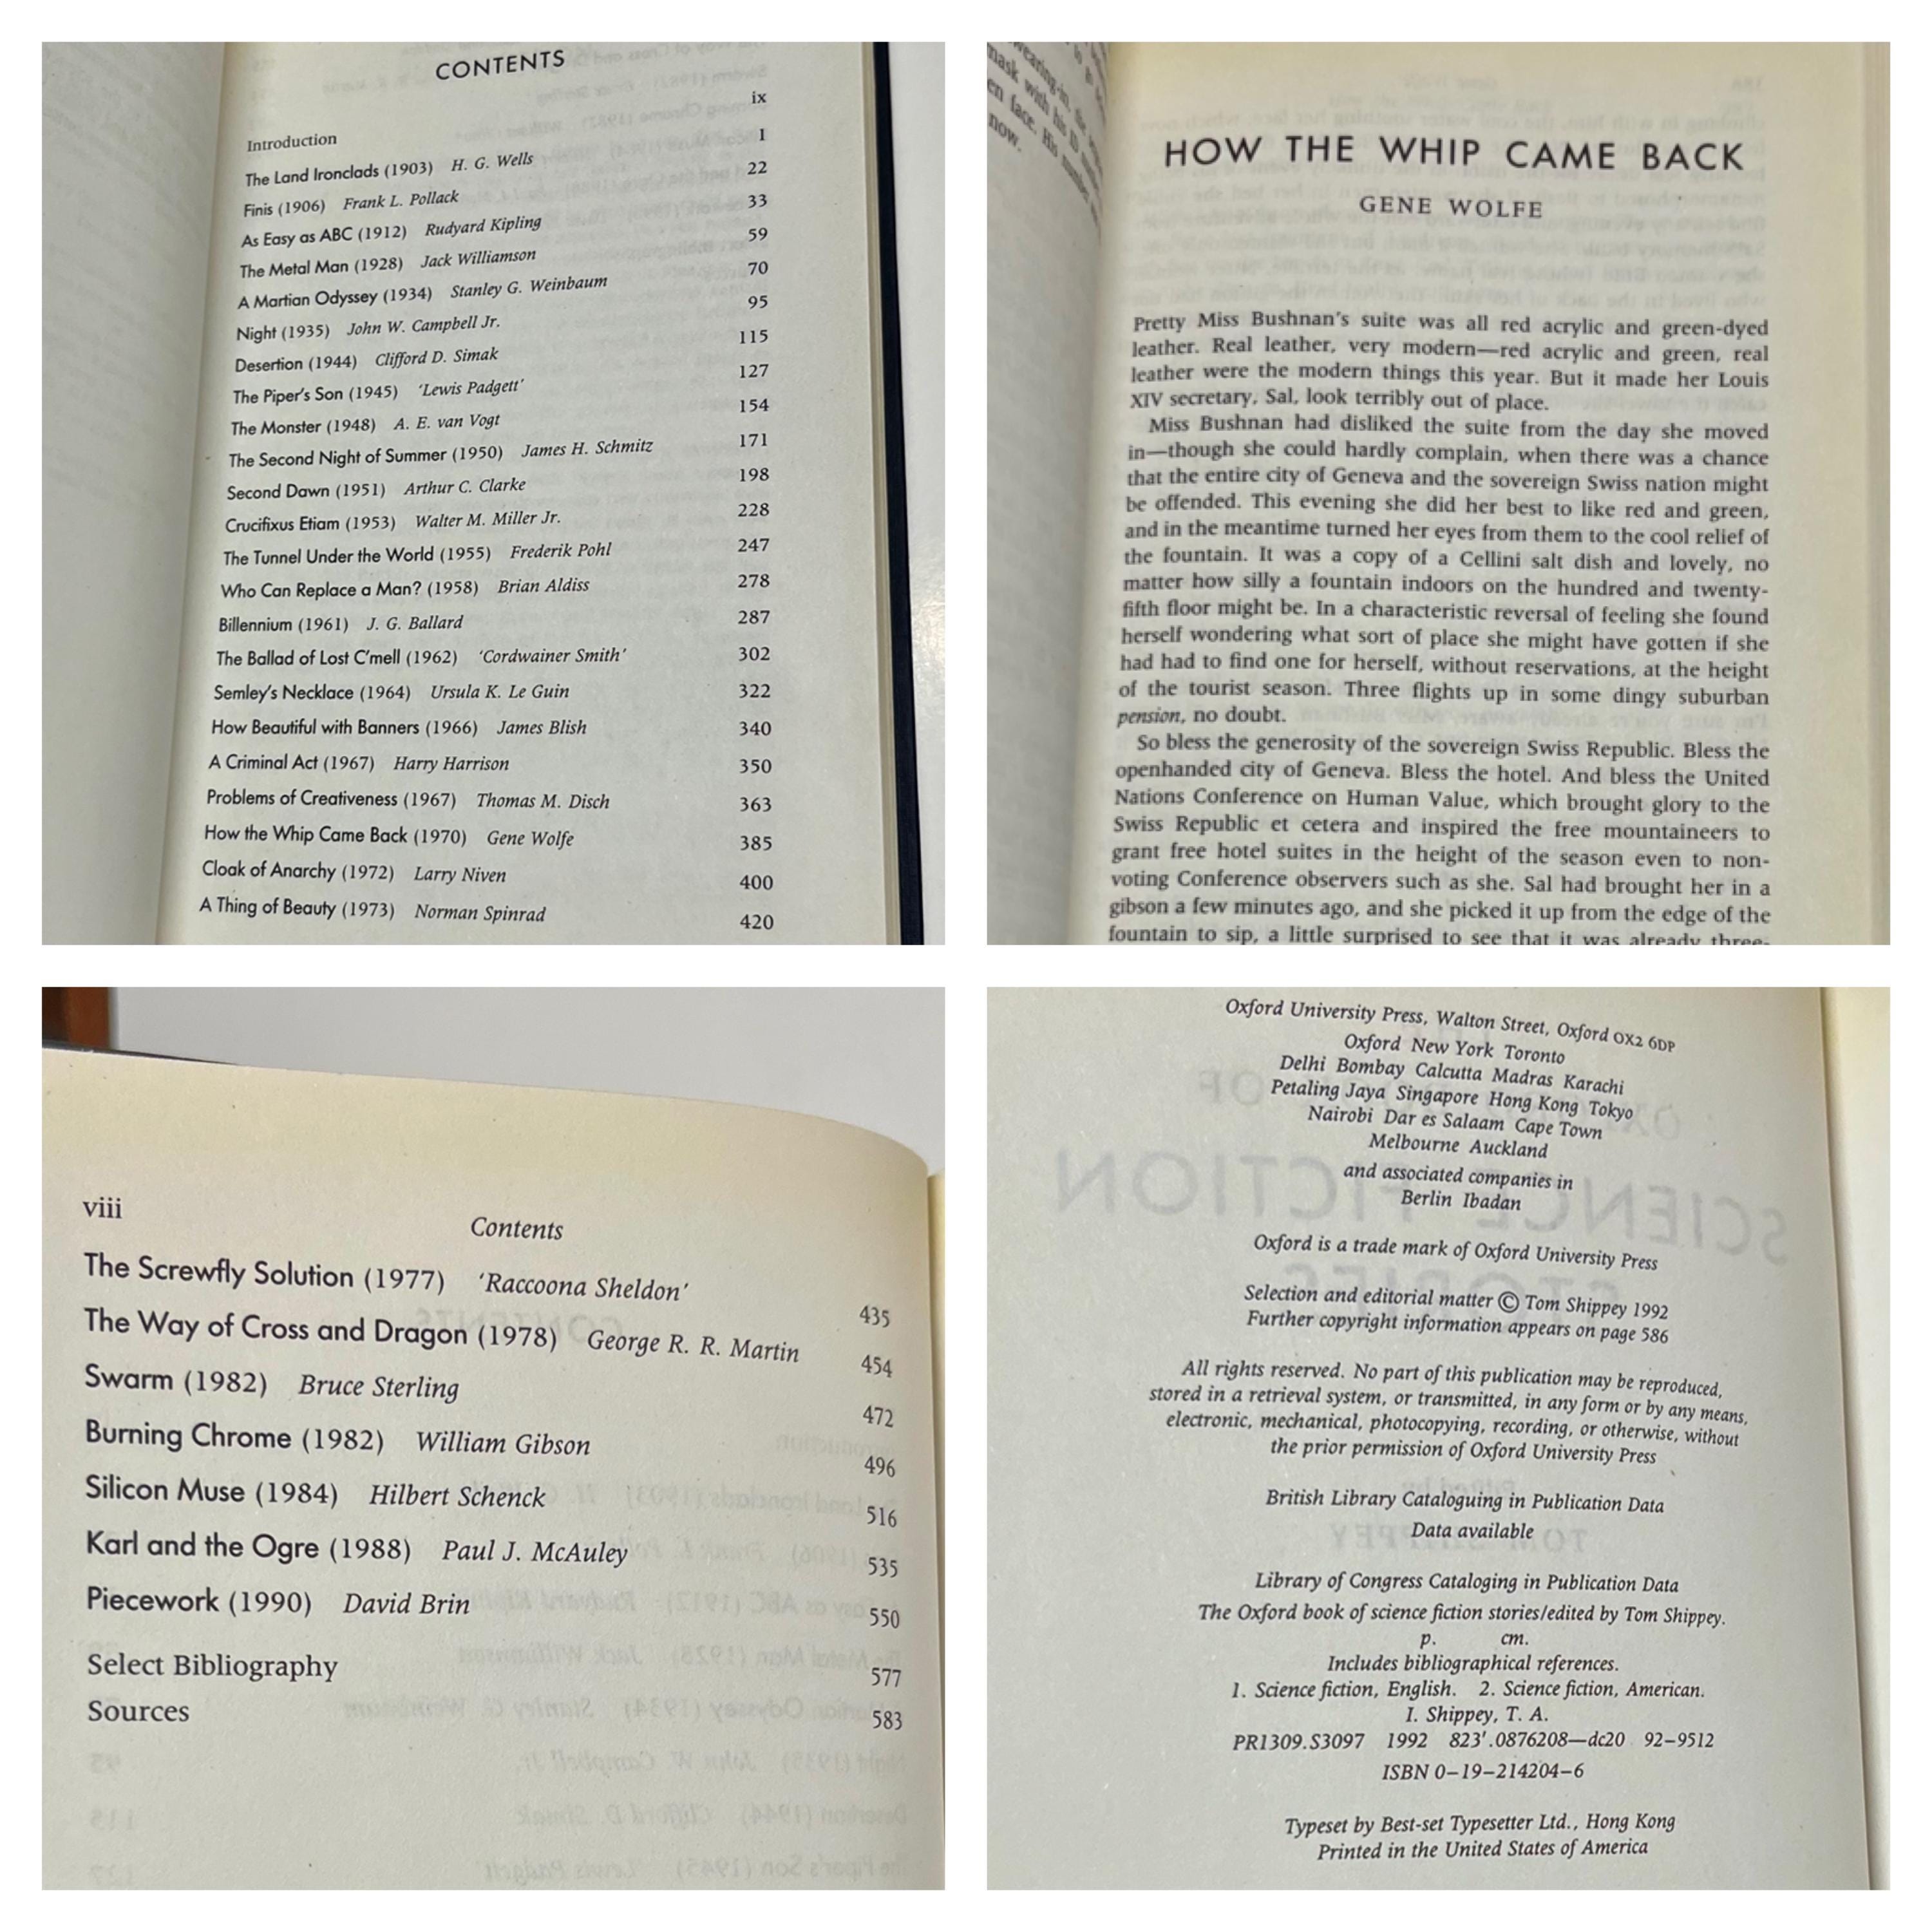 CONTENTS
Introduction ix
The Land Ironclads (1903) H. G. Wells 1
Finis (1906) Frank L. Pollack 22
As Easy as ABC (1912) Rudyard Kipling 33
The Metal Man (1928) Jack Williamson 59
A Martian Odyssey (1934) Stanley G. Weinbaum 70
Night (1935) John W. Campbell Jr. 95
Desertion (1944) Clifford D. Simak 115
The Piper's Son (1945) 'Lewis Padgett' 127
The Monster (1948) A. E. van Vogt 154
The Second Night of Summer (1950) James H. Schmitz 171
Second Dawn (1951) Arthur C. Clarke 198
Crucifixus Etiam (1953) Walter M. Miller Jr. 228
The Tunnel Under the World (1955) Frederik Pohl 247
Who Can Replace a Man? (1958) Brian Aldiss 278
Billennium (1961) J. G. Ballard 287
The Ballad of Lost C'mell (1962) 'Cordwainer Smith' 302
Semley's Necklace (1964) Ursula K. Le Guin 322
How Beautiful with Banners (1966) James Blish 340
A Criminal Act (1967) Harry Harrison 350
Problems of Creativeness (1967) Thomas M. Disch 363
How the Whip Came Back (1970) Gene Wolfe 385
Cloak of Anarchy (1972) Larry Niven 400
A Thing of Beauty (1973) Norman Spinrad 420
mask with his ID
en face. His number,
now.
HOW THE WHIP CAME BACK
GENE WOLFE
Pretty Miss Bushnan's suite was all red acrylic and green-dyed
leather. Real leather, very modern—red acrylic and green, real
leather were the modern things this year. But it made her Louis
XIV secretary, Sal, look terribly out of place.
Miss Bushnan had disliked the suite from the day she moved
in—though she could hardly complain, when there was a chance
that the entire city of Geneva and the sovereign Swiss nation might
be offended. This evening she did her best to like red and green,
and in the meantime turned her eyes from them to the cool relief of
the fountain. It was a copy of a Cellini salt dish and lovely, no
matter how silly a fountain indoors on the hundred and twenty-
fifth floor might be. In a characteristic reversal of feeling she found
herself wondering what sort of place she might have gotten if she
had had to find one for herself, without reservations, at the height
of the tourist season. Three flights up in some dingy suburban
pension, no doubt.
So bless the generosity of the sovereign Swiss Republic. Bless the
openhanded city of Geneva. Bless the hotel. And bless the United
Nations Conference on Human Value, which brought glory to the
Swiss Republic et cetera and inspired the free mountaineers to
grant free hotel suites in the height of the season even to non-
voting Conference observers such as she. Sal had brought her in a
gibson a few minutes ago, and she picked it up from the edge of the
fountain to sip, a little surprised to see that it was already three-
viii
Contents
The Screwfly Solution (1977) 'Raccoona Sheldon' 435
The Way of Cross and Dragon (1978) George R. R. Martin 454
Swarm (1982) Bruce Sterling 472
Burning Chrome (1982) William Gibson 496
Silicon Muse (1984) Hilbert Schenck 516
Karl and the Ogre (1988) Paul J. McAuley 535
Piecework (1990) David Brin 550
Select Bibliography 577
Sources 583
Oxford University Press, Walton Street, Oxford OX2 6DP
Oxford New York Toronto
Delhi Bombay Calcutta Madras Karachi
Petaling Jaya Singapore Hong Kong Tokyo
Nairobi Dar es Salaam Cape Town
Melbourne Auckland
and associated companies in
Berlin Ibadan
Oxford is a trade mark of Oxford University Press
Selection and editorial matter © Tom Shippey 1992
Further copyright information appears on page 586
All rights reserved. No part of this publication may be reproduced,
stored in a retrieval system, or transmitted, in any form or by any means,
electronic, mechanical, photocopying, recording, or otherwise, without
the prior permission of Oxford University Press
British Library Cataloguing in Publication Data
Data available
Library of Congress Cataloging in Publication Data
The Oxford book of science fiction stories/edited by Tom Shippey.
p. cm.
Includes bibliographical references.
1. Science fiction, English. 2. Science fiction, American.
I. Shippey, T. A.
PR1309.S3097 1992 823'.0876208—dc20 92–9512
ISBN 0–19–214204–6
Typeset by Best-set Typesetter Ltd., Hong Kong
Printed in the United States of America